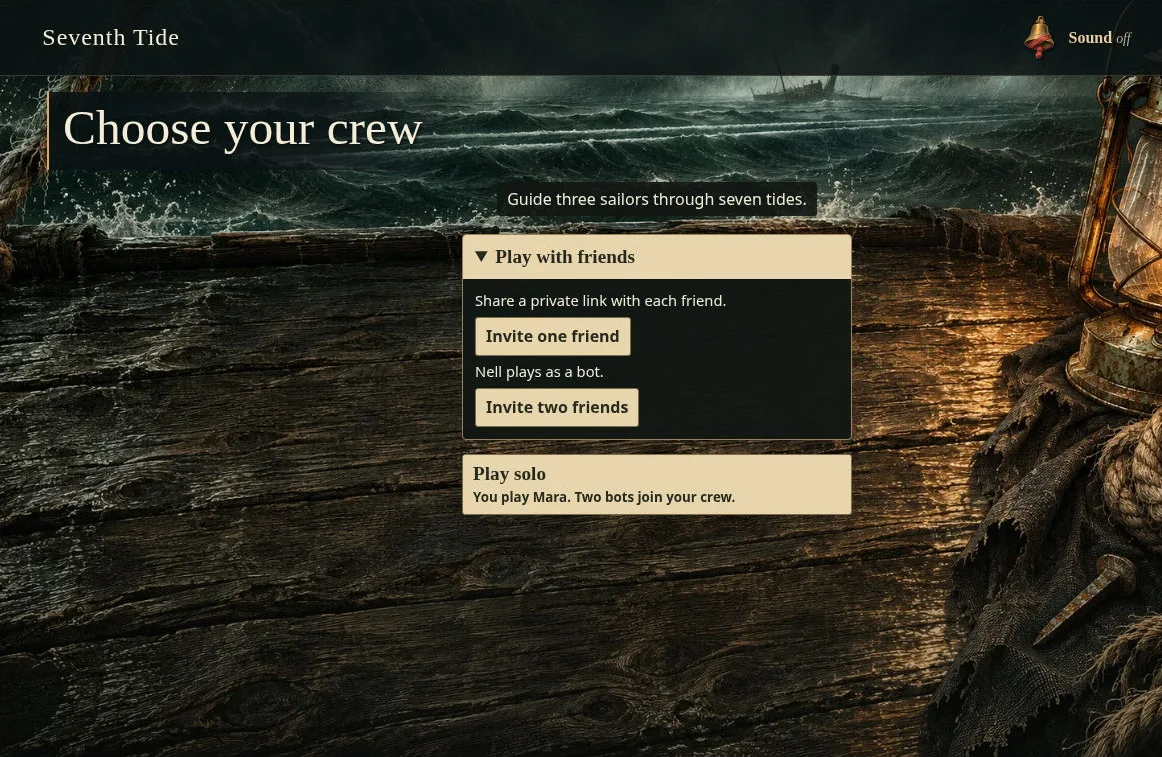 Seventh Tide
Sound off
Choose your crew
Guide three sailors through seven tides.
▼ Play with friends
Share a private link with each friend.
Invite one friend
Nell plays as a bot.
Invite two friends
Play solo
You play Mara. Two bots join your crew.